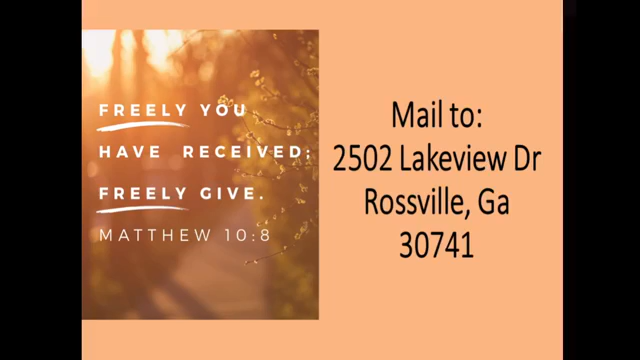 FREELY YOU
HAVE RECEIVED;
FREELY GIVE.
MATTHEW 10:8
Mail to:
2502 Lakeview Dr
Rossville, Ga
30741